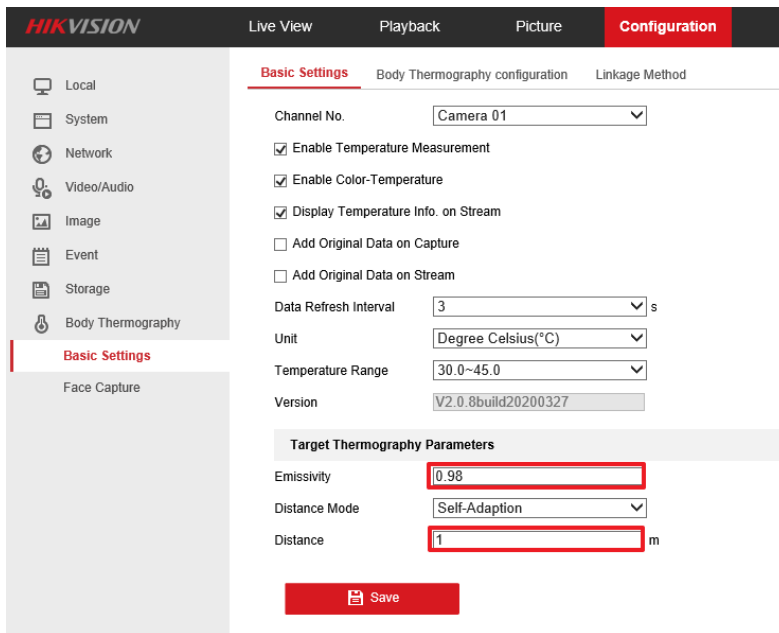 HIKVISION Live View Playback Picture Configuration
Local
System
Network
Video/Audio
Image
Event
Storage
Body Thermography
Basic Settings
Face Capture
Basic Settings Body Thermography configuration Linkage Method
Channel No. Camera 01
Enable Temperature Measurement
Enable Color-Temperature
Display Temperature Info. on Stream
Add Original Data on Capture
Add Original Data on Stream
Data Refresh Interval 3 s
Unit Degree Celsius(°C)
Temperature Range 30.0~45.0
Version V2.0.8build20200327
Target Thermography Parameters
Emissivity 0.98
Distance Mode Self-Adaption
Distance 1 m
Save